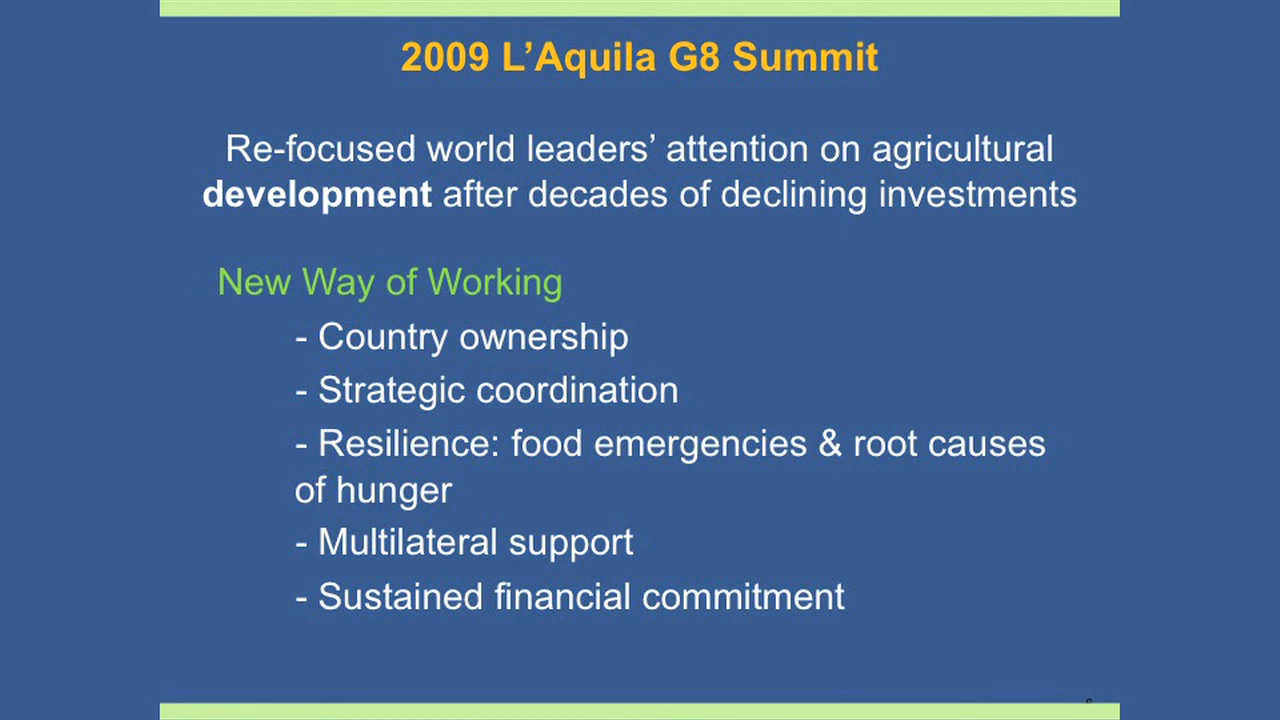 2009 L’Aquila G8 Summit
Re-focused world leaders’ attention on agricultural
development after decades of declining investments
New Way of Working
- Country ownership
- Strategic coordination
- Resilience: food emergencies & root causes
of hunger
- Multilateral support
- Sustained financial commitment